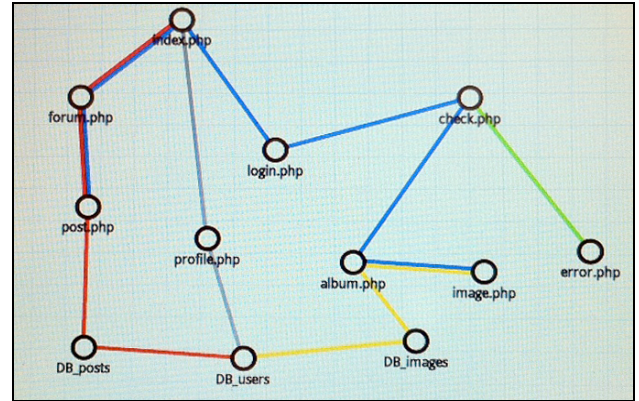 index.php
forum.php
check.php
login.php
post.php
profile.php
album.php
image.php
error.php
DB_posts
DB_users
DB_images